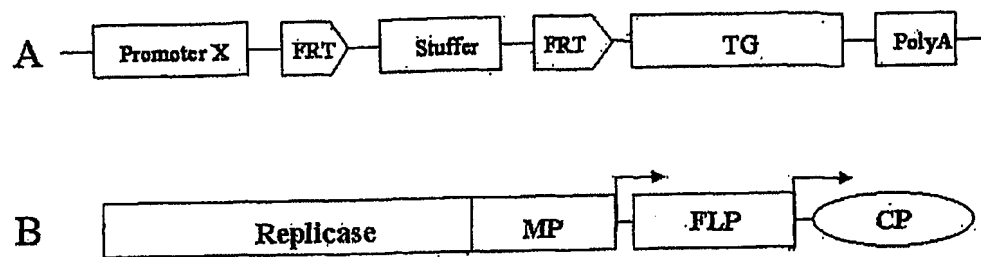 A Promoter X FRT Stuffer FRT TG PolyA
B Replicase MP FLP CP